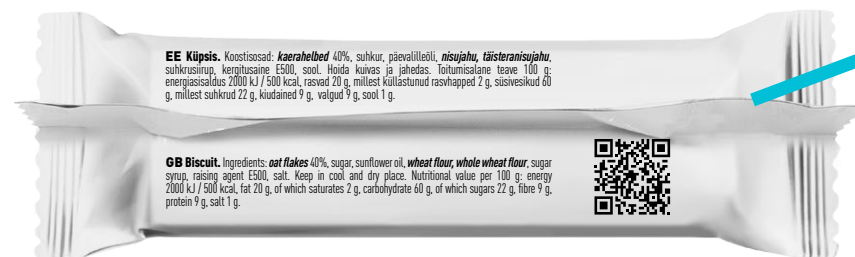 EE Küpsis. Koostisosad: kaerahelbed 40%, suhkur, päevalilleõli, nisujahu, täisteranisujahu,
suhkrusiirup, kergitusaine E500, sool. Hoida kuivas ja jahedas. Toitumisalane teave 100 g:
energiasisaldus 2000 kJ / 500 kcal, rasvad 20 g, millest küllastunud rasvhapped 2 g, süsivesikud 60
g, millest suhkrud 22 g, kiudained 9 g, valgud 9 g, sool 1 g.
GB Biscuit. Ingredients: oat flakes 40%, sugar, sunflower oil, wheat flour, whole wheat flour, sugar
syrup, raising agent E500, salt. Keep in cool and dry place. Nutritional value per 100 g: energy
2000 kJ / 500 kcal, fat 20 g, of which saturates 2 g, carbohydrate 60 g, of which sugars 22 g, fibre 9 g,
protein 9 g, salt 1 g.